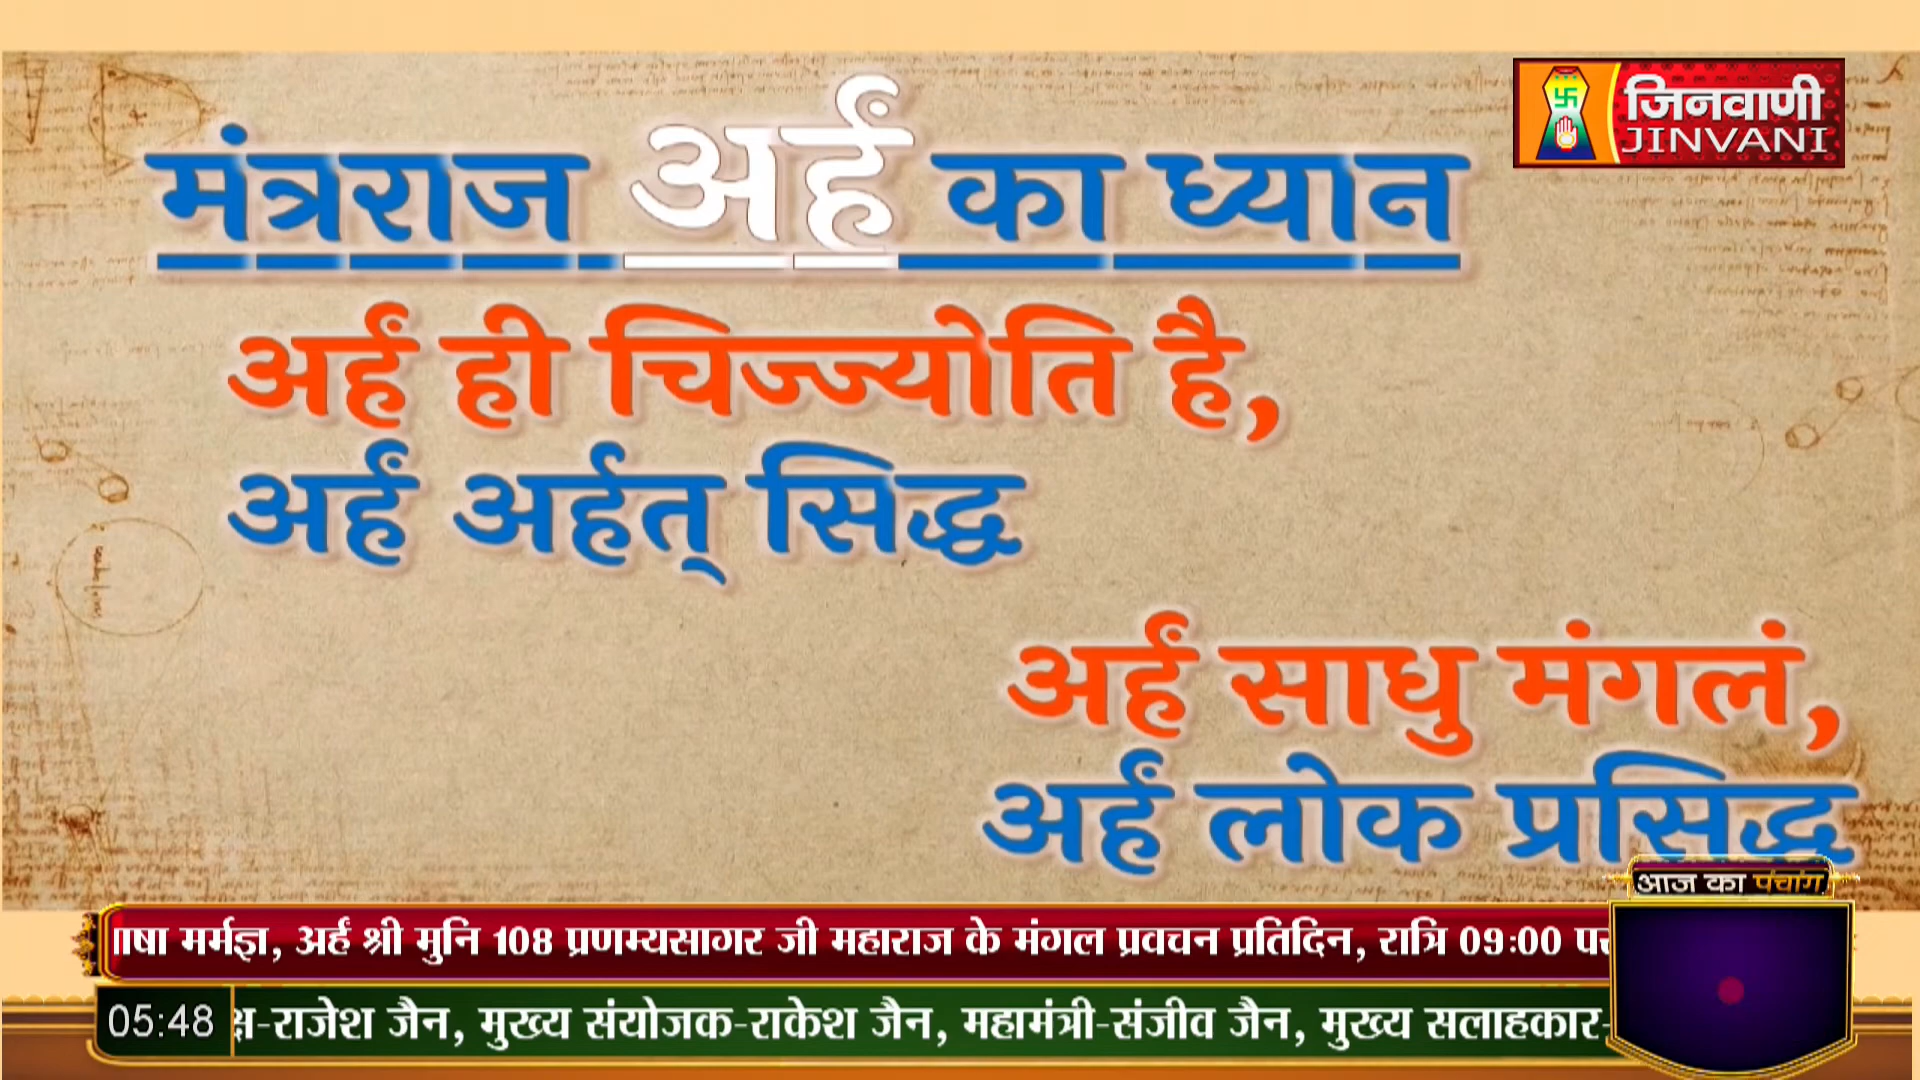 जिनवाणी
JINVANI
मंत्रराज अर्हं का ध्यान
अर्हं ही चिज्ज्योति है,
अर्हं अर्हत् सिद्ध
अर्हं साधु मंगलं,
अर्हं लोक प्रसिद्ध
आज का पंचांग
मर्मज्ञ, अर्हं श्री मुनि 108 प्रणम्यसागर जी महाराज के मंगल प्रवचन प्रतिदिन, रात्रि 09:00
05:48
-राजेश जैन, मुख्य संयोजक-राकेश जैन, महामंत्री-संजीव जैन, मुख्य सलाहकार-